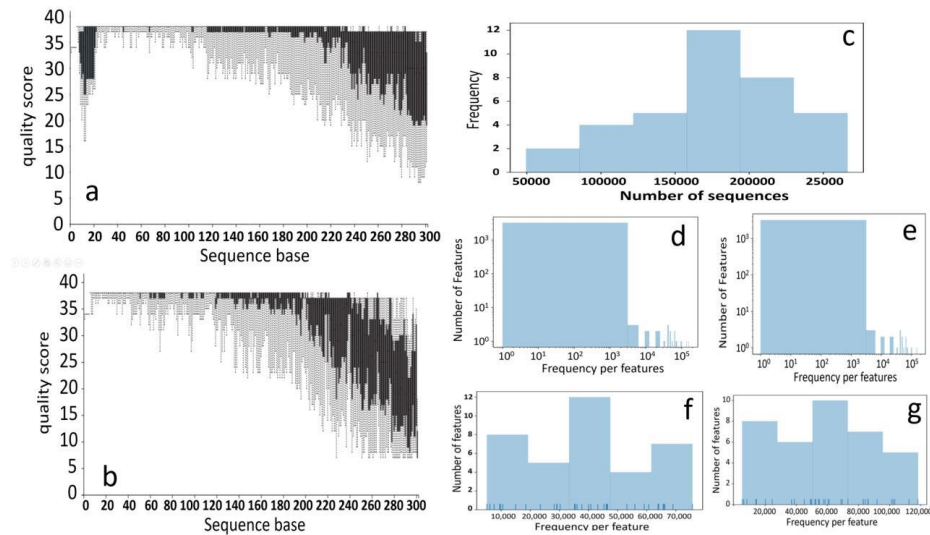 40
35
30
25
20
15
10
5
0
quality score
a
0 20 40 60 80 100 120 140 160 180 200 220 240 260 280 300
Sequence base
40
35
30
25
20
15
10
5
0
quality score
b
0 20 40 60 80 100 120 140 160 180 200 220 240 260 280 300
Sequence base
12
10
8
6
4
2
0
Frequency
c
50000 100000 150000 200000 25000
Number of sequences
10³
10²
10¹
10⁰
Number of Features
d
10⁰ 10¹ 10² 10³ 10⁴ 10⁵
Frequency per features
10³
10²
10¹
10⁰
Number of Features
e
10⁰ 10¹ 10² 10³ 10⁴ 10⁵
Frequency per features
12
10
8
6
4
2
0
Number of features
f
10,000 20,000 30,000 40,000 50,000 60,000 70,000
Frequency per feature
10
8
6
4
2
0
Number of features
g
20,000 40,000 60,000 80,000 100,000 120,000
Frequency per feature